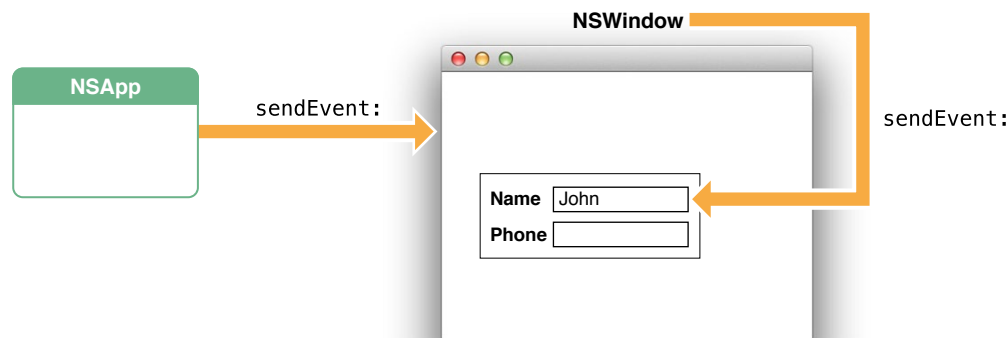 NSWindow
NSApp
sendEvent:
sendEvent:
Name John
Phone